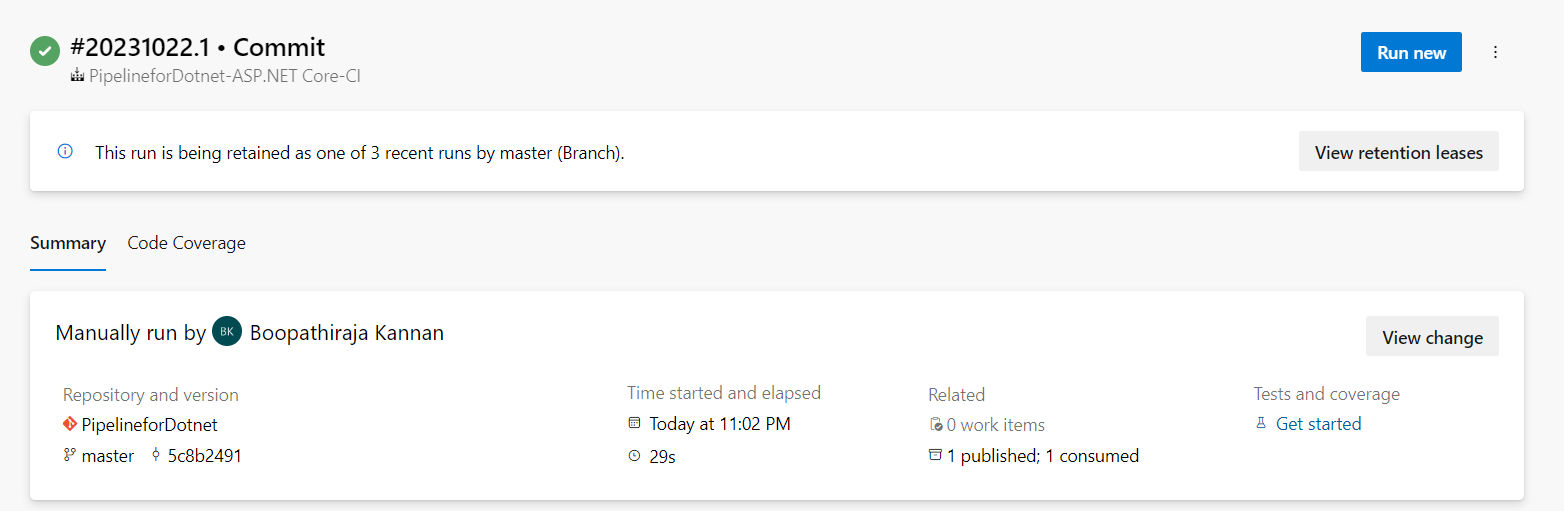 #20231022.1 • Commit
Run new
PipelineforDotnet-ASP.NET Core-CI
This run is being retained as one of 3 recent runs by master (Branch).
View retention leases
Summary
Code Coverage
Manually run by BK Boopathiraja Kannan
View change
Repository and version
PipelineforDotnet
master 5c8b2491
Time started and elapsed
Today at 11:02 PM
29s
Related
0 work items
1 published; 1 consumed
Tests and coverage
Get started